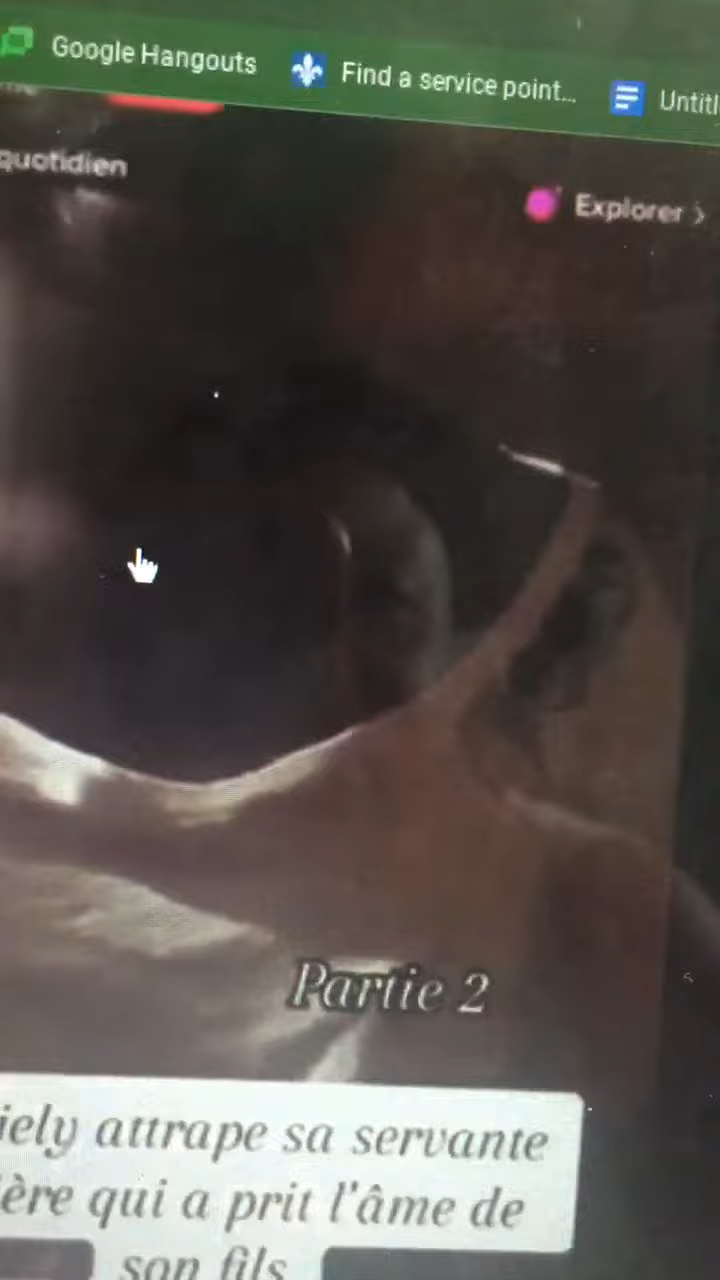 Google Hangouts Find a service point... Untitl
quotidien
Explorer >
Partie 2
iely attrape sa servante
ière qui a prit l'âme de
son fils